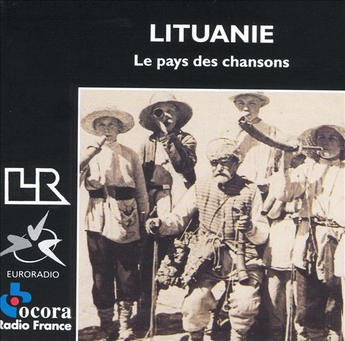 LITUANIE
Le pays des chansons
LR
EURORADIO
ocora
Radio France